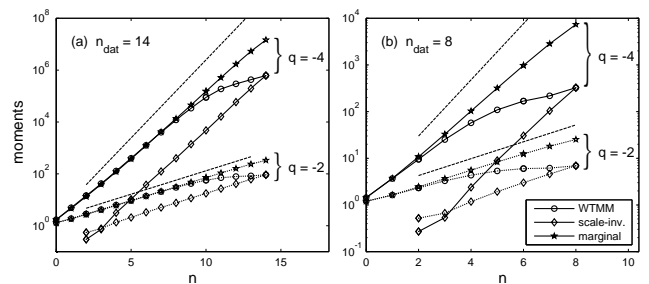 (a) n_dat = 14
(b) n_dat = 8
moments
10^8
10^6
10^4
10^2
10^0
0 5 10 15
n
q = -4
q = -2
10^4
10^3
10^2
10^1
10^0
10^-1
0 2 4 6 8 10
n
q = -4
q = -2
WTMM
scale-inv.
marginal